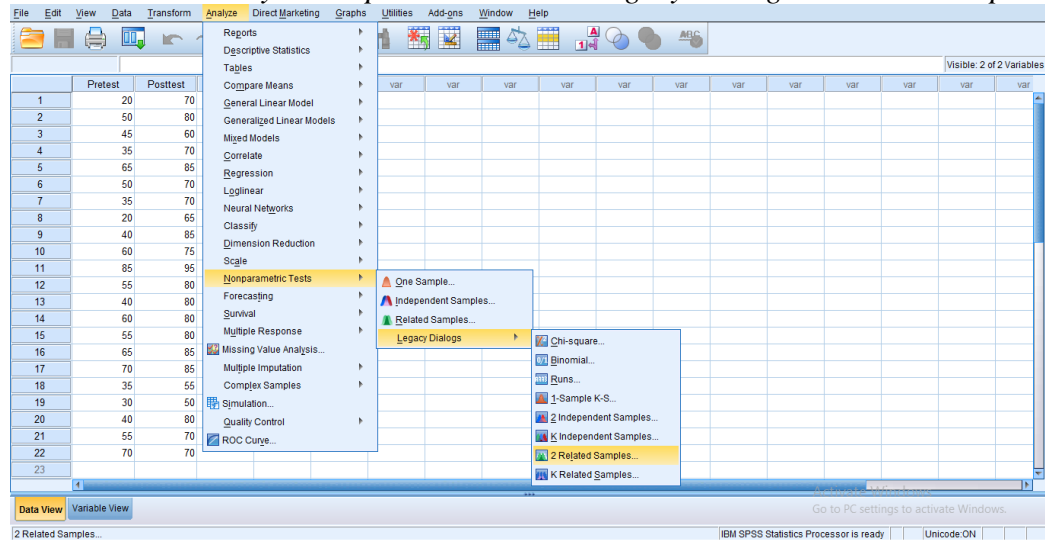 File Edit View Data Transform Analyze Direct Marketing Graphs Utilities Add-ons Window Help
Reports
Descriptive Statistics
Tables
Compare Means
General Linear Model
Generalized Linear Models
Mixed Models
Correlate
Regression
Loglinear
Neural Networks
Classify
Dimension Reduction
Scale
Nonparametric Tests
Forecasting
Survival
Multiple Response
Missing Value Analysis...
Multiple Imputation
Complex Samples
Simulation...
Quality Control
ROC Curve...
One Sample...
Independent Samples...
Related Samples...
Legacy Dialogs
Chi-square...
Binomial...
Runs...
1-Sample K-S...
2 Independent Samples...
K Independent Samples...
2 Related Samples...
K Related Samples...
Visible: 2 of 2 Variables
Pretest Posttest var var var var var var var var var var var var
1 20 70
2 50 80
3 45 60
4 35 70
5 65 85
6 50 70
7 35 70
8 20 65
9 40 85
10 60 75
11 85 95
12 55 80
13 40 80
14 60 80
15 55 80
16 65 85
17 70 85
18 35 55
19 30 50
20 40 80
21 55 70
22 70 70
23
Data View Variable View
Go to PC settings to activate Windows.
2 Related Samples... IBM SPSS Statistics Processor is ready Unicode:ON